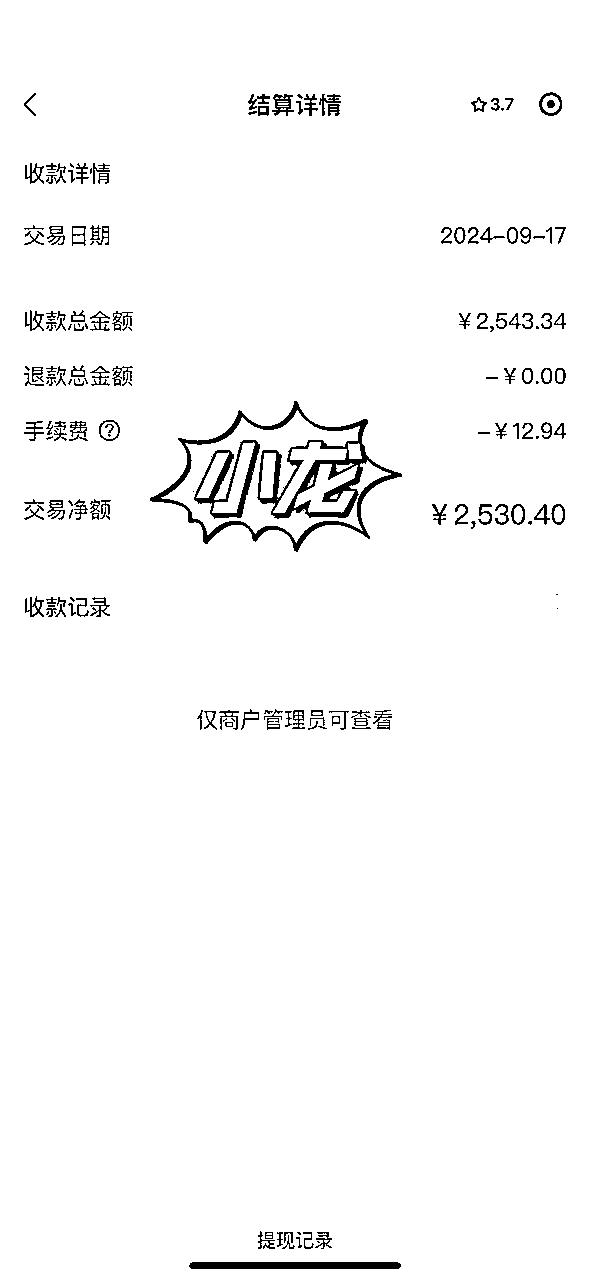 结算详情 ☆3.7
收款详情
交易日期 2024-09-17
收款总金额 ¥2,543.34
退款总金额 -¥0.00
手续费 ? -¥12.94
小龙
交易净额 ¥2,530.40
收款记录
仅商户管理员可查看
提现记录